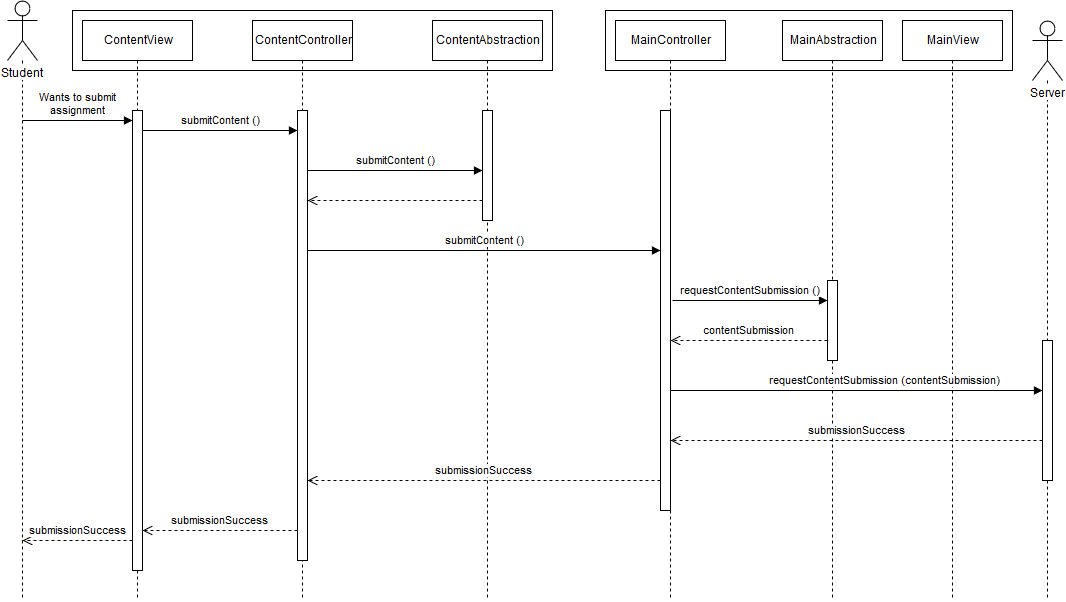 ContentView
ContentController
ContentAbstraction
MainController
MainAbstraction
MainView
Student
Server
Wants to submit
assignment
submitContent ()
submitContent ()
submitContent ()
requestContentSubmission ()
contentSubmission
requestContentSubmission (contentSubmission)
submissionSuccess
submissionSuccess
submissionSuccess
submissionSuccess